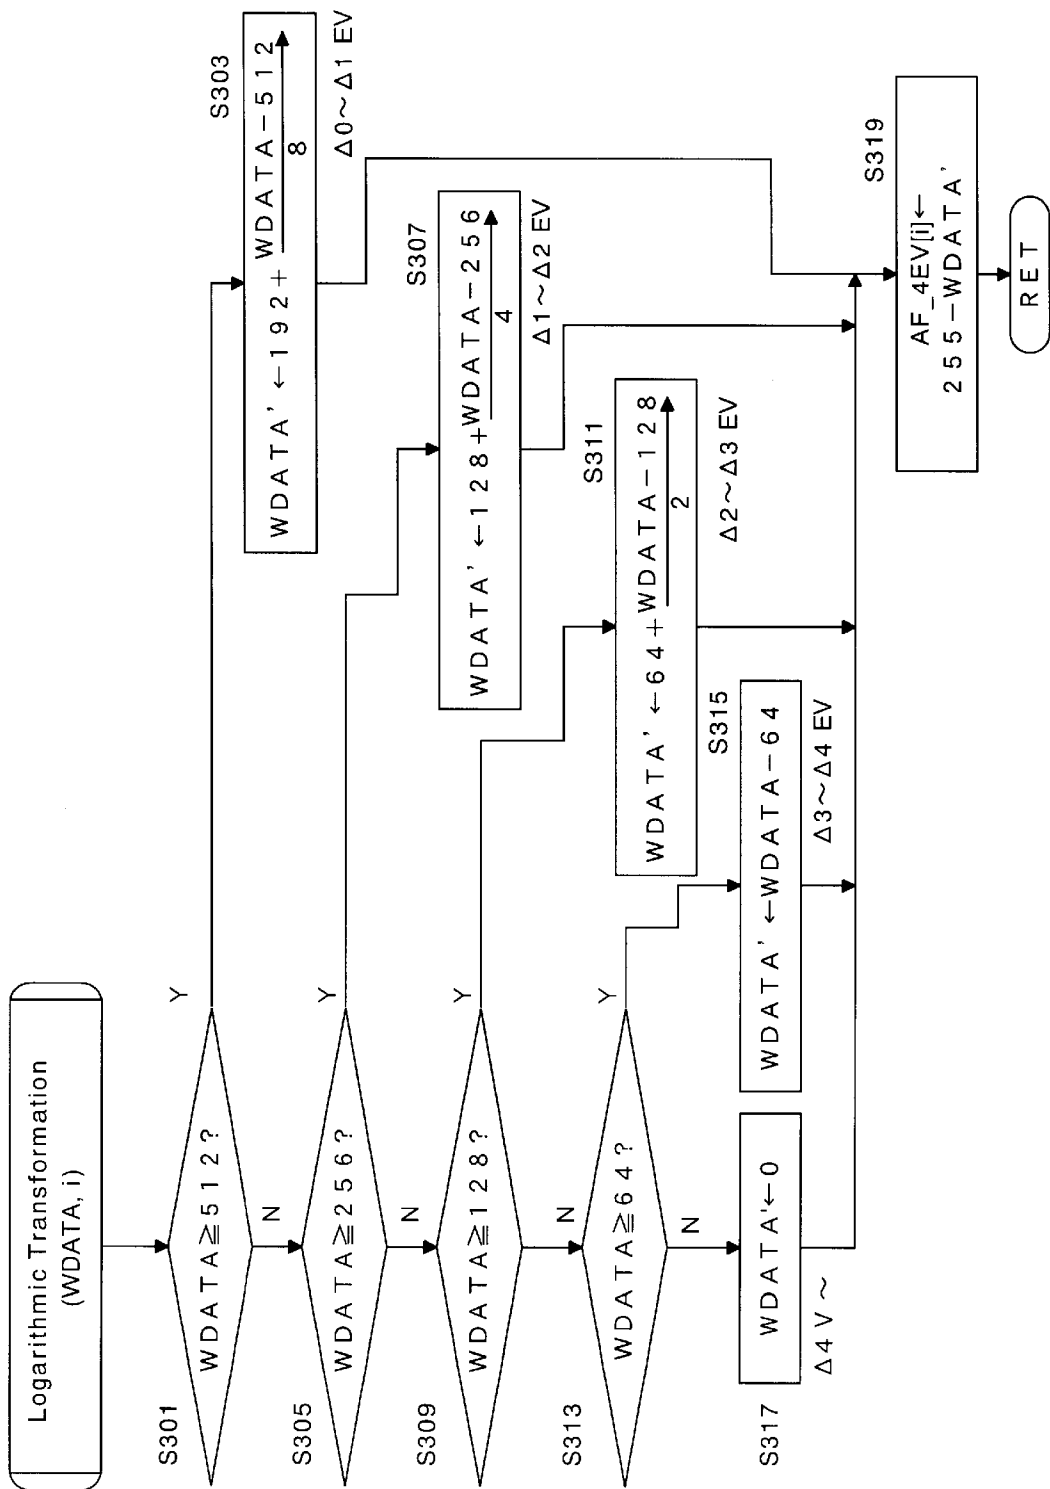 Logarithmic Transformation
(WDATA, i)
S301
WDATA≧512?
Y
N
S303
WDATA' ←192+WDATA-512
8
Δ0～Δ1 EV
S305
WDATA≧256?
Y
N
S307
WDATA' ←128+WDATA-256
4
Δ1～Δ2 EV
S309
WDATA≧128?
Y
N
S311
WDATA' ←64+WDATA-128
2
Δ2～Δ3 EV
S313
WDATA≧64?
Y
N
S315
WDATA' ←WDATA-64
Δ3～Δ4 EV
S317
WDATA'←0
Δ4V～
S319
AF_4EV[i]←
255-WDATA'
RET